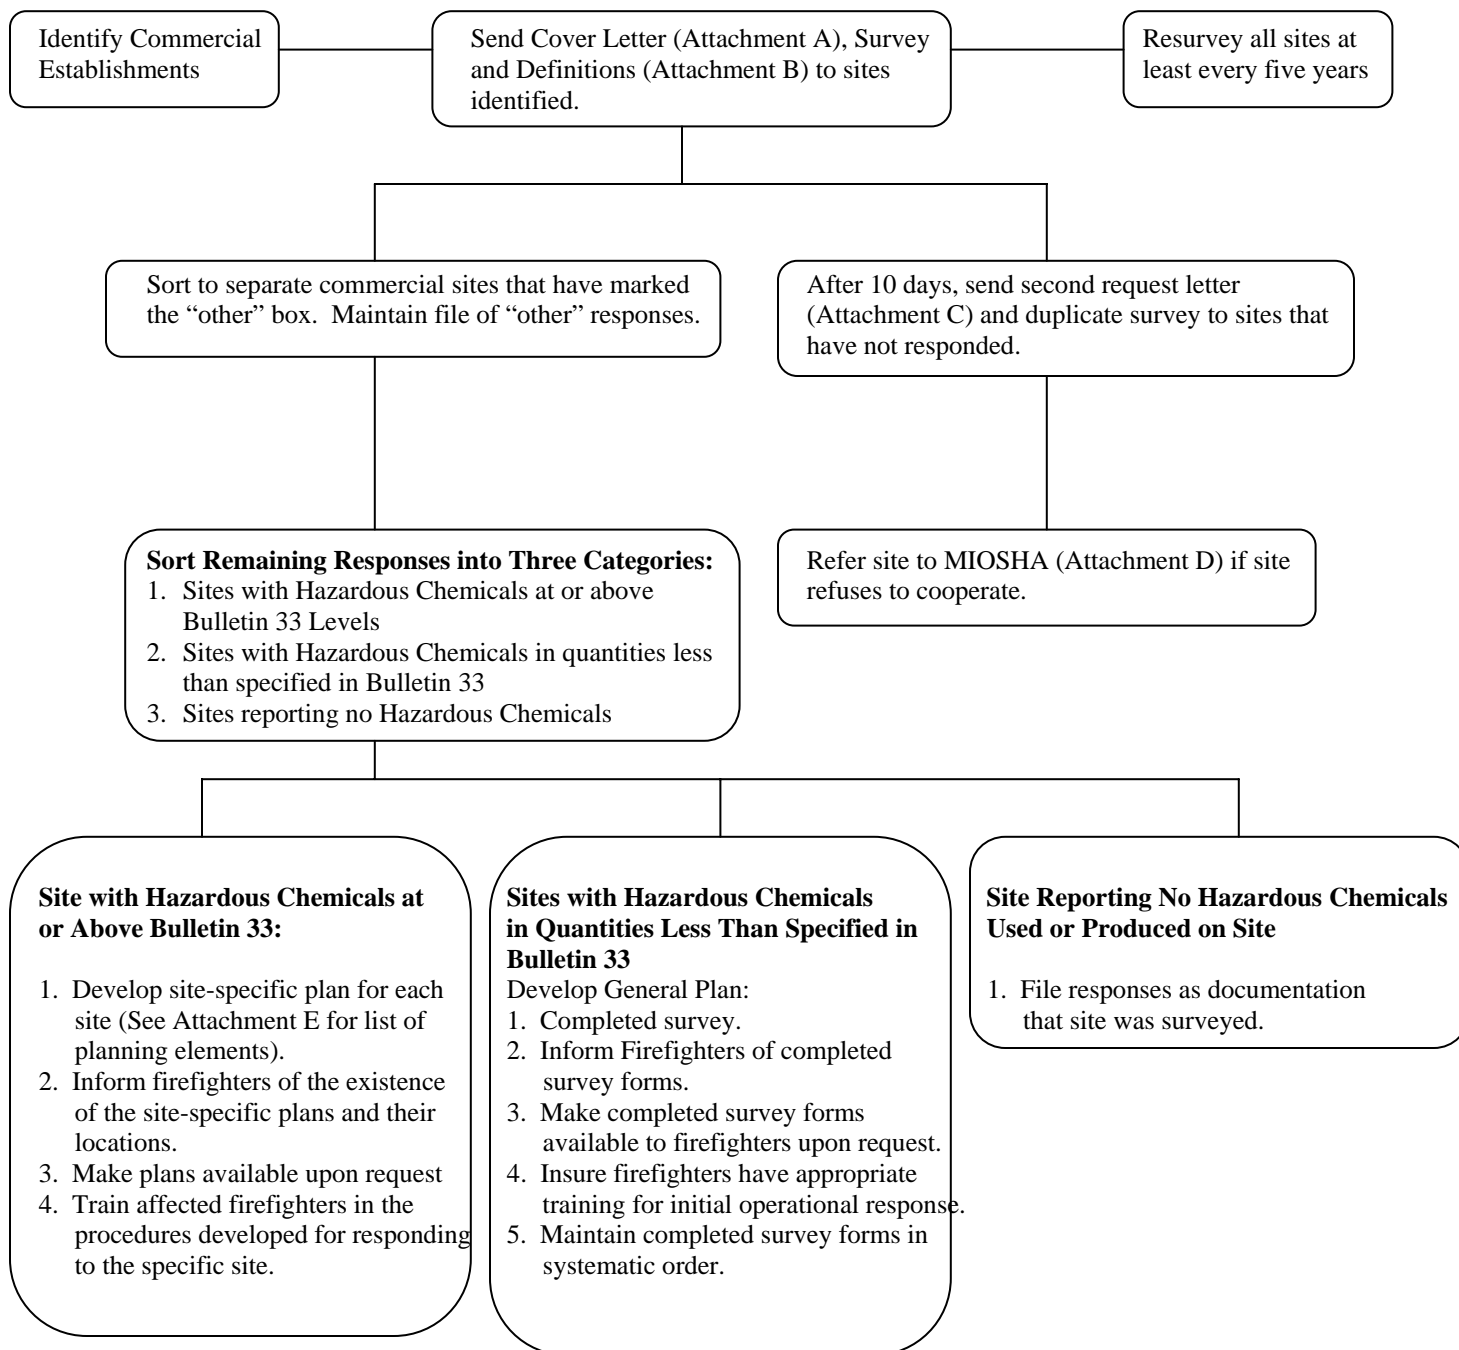 Identify Commercial
Establishments
Send Cover Letter (Attachment A), Survey
and Definitions (Attachment B) to sites
identified.
Resurvey all sites at
least every five years
Sort to separate commercial sites that have marked
the “other” box.  Maintain file of “other” responses.
After 10 days, send second request letter
(Attachment C) and duplicate survey to sites that
have not responded.
Sort Remaining Responses into Three Categories:
1. Sites with Hazardous Chemicals at or above
Bulletin 33 Levels
2. Sites with Hazardous Chemicals in quantities less
than specified in Bulletin 33
3. Sites reporting no Hazardous Chemicals
Refer site to MIOSHA (Attachment D) if site
refuses to cooperate.
Site with Hazardous Chemicals at
or Above Bulletin 33:
1. Develop site-specific plan for each
site (See Attachment E for list of
planning elements).
2. Inform firefighters of the existence
of the site-specific plans and their
locations.
3. Make plans available upon request
4. Train affected firefighters in the
procedures developed for responding
to the specific site.
Sites with Hazardous Chemicals
in Quantities Less Than Specified in
Bulletin 33
Develop General Plan:
1. Completed survey.
2. Inform Firefighters of completed
survey forms.
3. Make completed survey forms
available to firefighters upon request.
4. Insure firefighters have appropriate
training for initial operational response.
5. Maintain completed survey forms in
systematic order.
Site Reporting No Hazardous Chemicals
Used or Produced on Site
1. File responses as documentation
that site was surveyed.